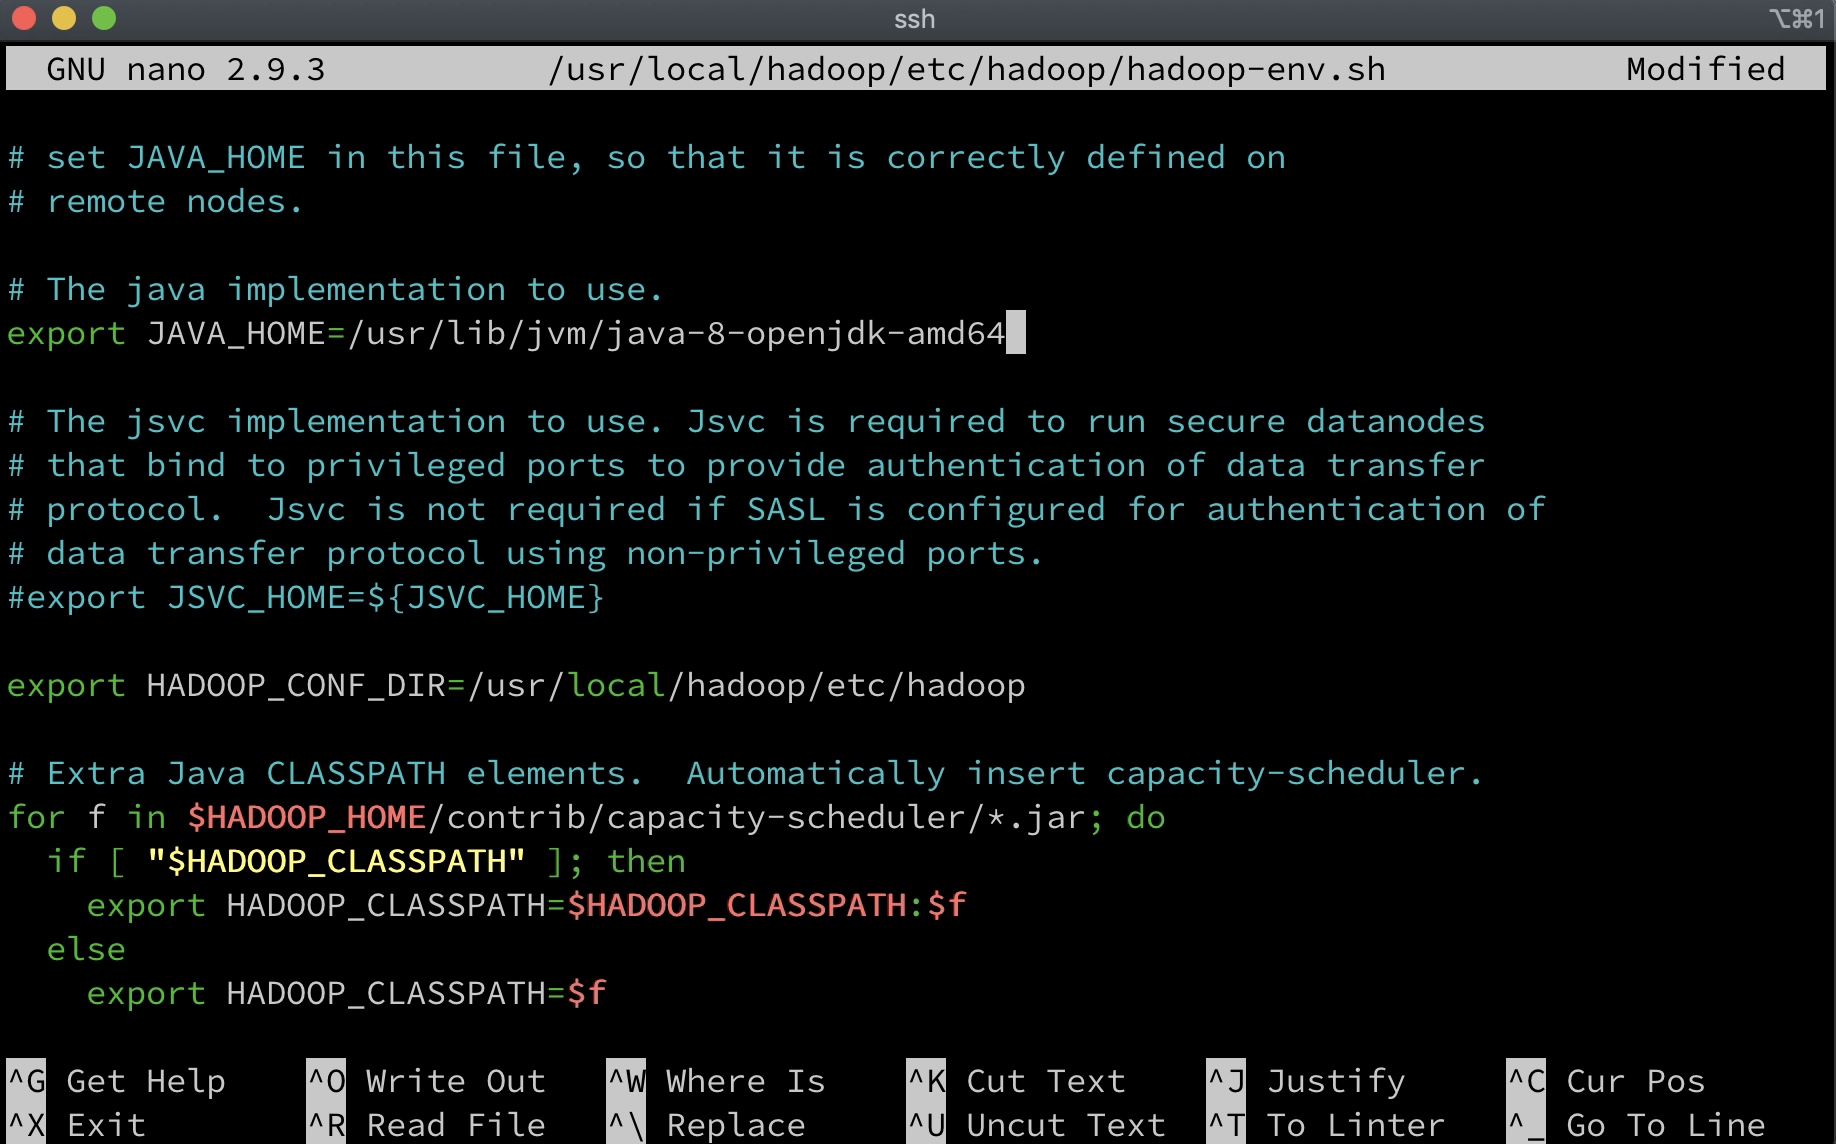 ssh ⌥⌘1
GNU nano 2.9.3 /usr/local/hadoop/etc/hadoop/hadoop-env.sh Modified
# set JAVA_HOME in this file, so that it is correctly defined on
# remote nodes.
# The java implementation to use.
export JAVA_HOME=/usr/lib/jvm/java-8-openjdk-amd64
# The jsvc implementation to use. Jsvc is required to run secure datanodes
# that bind to privileged ports to provide authentication of data transfer
# protocol.  Jsvc is not required if SASL is configured for authentication of
# data transfer protocol using non-privileged ports.
#export JSVC_HOME=${JSVC_HOME}
export HADOOP_CONF_DIR=/usr/local/hadoop/etc/hadoop
# Extra Java CLASSPATH elements.  Automatically insert capacity-scheduler.
for f in $HADOOP_HOME/contrib/capacity-scheduler/*.jar; do
  if [ "$HADOOP_CLASSPATH" ]; then
    export HADOOP_CLASSPATH=$HADOOP_CLASSPATH:$f
  else
    export HADOOP_CLASSPATH=$f
^G Get Help ^O Write Out ^W Where Is ^K Cut Text ^J Justify ^C Cur Pos
^X Exit ^R Read File ^\ Replace ^U Uncut Text ^T To Linter ^_ Go To Line